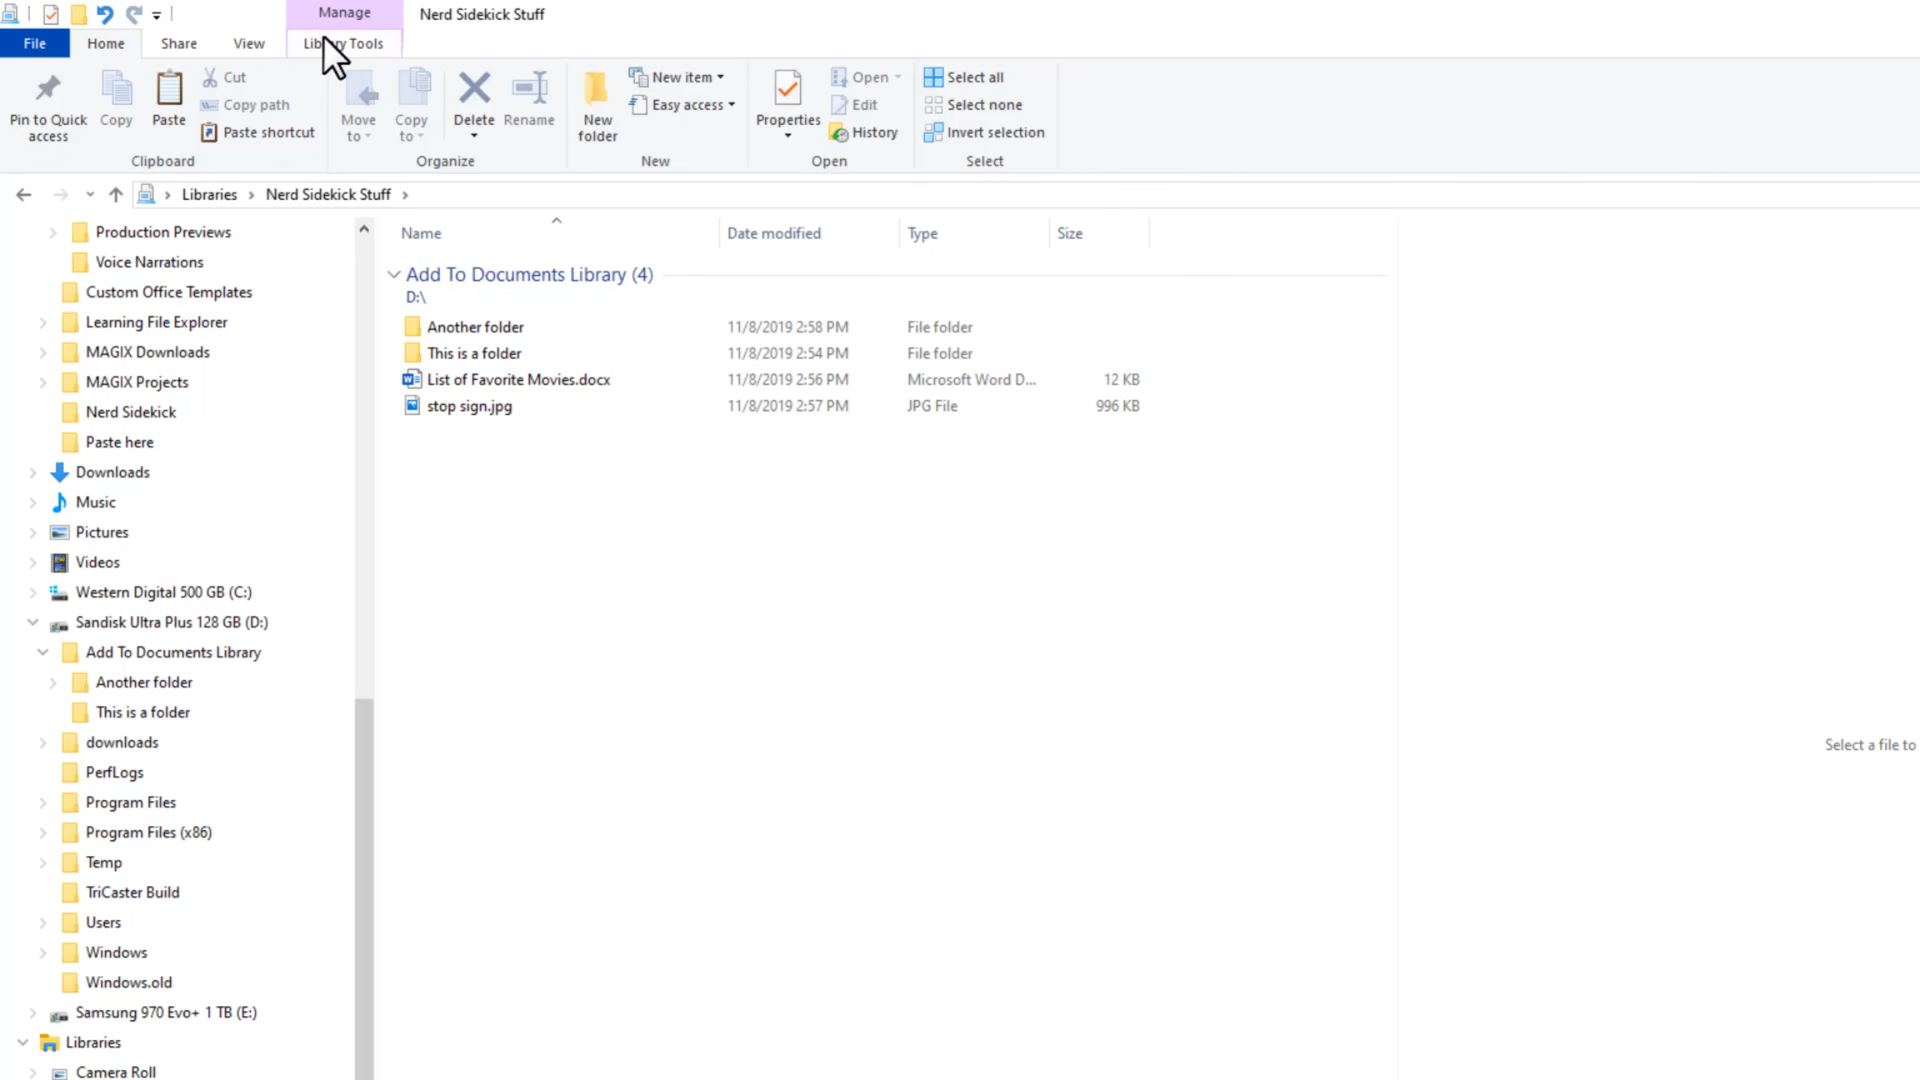 Manage
Nerd Sidekick Stuff
File
Home
Share
View
Library Tools
Pin to Quick access
Copy
Paste
Cut
Copy path
Paste shortcut
Move to
Copy to
Delete
Rename
New folder
New item
Easy access
Properties
Open
Edit
History
Select all
Select none
Invert selection
Clipboard
Organize
New
Open
Select
Libraries
Nerd Sidekick Stuff
Production Previews
Voice Narrations
Custom Office Templates
Learning File Explorer
MAGIX Downloads
MAGIX Projects
Nerd Sidekick
Paste here
Downloads
Music
Pictures
Videos
Western Digital 500 GB (C:)
Sandisk Ultra Plus 128 GB (D:)
Add To Documents Library
Another folder
This is a folder
downloads
PerfLogs
Program Files
Program Files (x86)
Temp
TriCaster Build
Users
Windows
Windows.old
Samsung 970 Evo+ 1 TB (E:)
Libraries
Camera Roll
Name Date modified Type Size
Add To Documents Library (4)
D:\
Another folder 11/8/2019 2:58 PM File folder
This is a folder 11/8/2019 2:54 PM File folder
List of Favorite Movies.docx 11/8/2019 2:56 PM Microsoft Word D... 12 KB
stop sign.jpg 11/8/2019 2:57 PM JPG File 996 KB
Select a file to